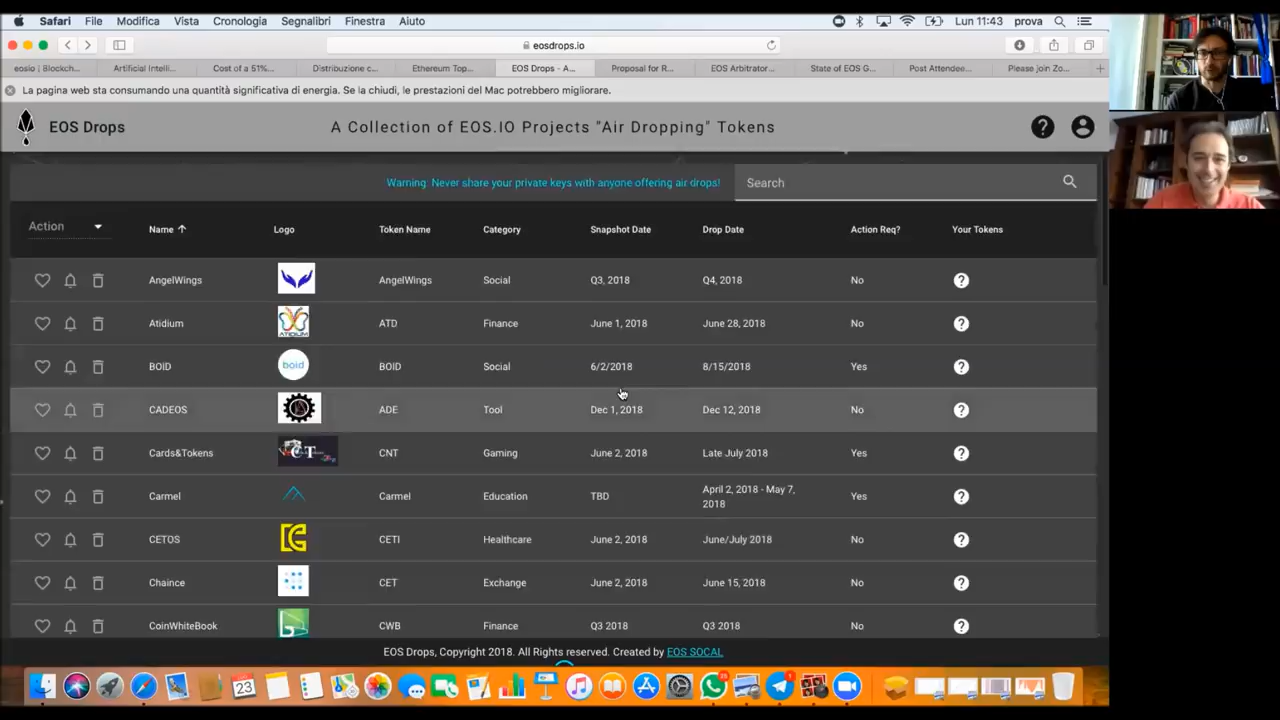 Safari File Modifica Vista Cronologia Segnalibri Finestra Aiuto Lun 11:43 prova
eosdrops.io
eosio | Blockch... Artificial Intelli... Cost of a 51%... Distribuzione c... Ethereum Top... EOS Drops - A... Proposal for R... EOS Arbitrator... State of EOS G... Post Attendee... Please join Zo...
La pagina web sta consumando una quantità significativa di energia. Se la chiudi, le prestazioni del Mac potrebbero migliorare.
EOS Drops A Collection of EOS.IO Projects "Air Dropping" Tokens
Warning: Never share your private keys with anyone offering air drops! Search
Action Name Logo Token Name Category Snapshot Date Drop Date Action Req? Your Tokens
AngelWings AngelWings Social Q3, 2018 Q4, 2018 No
Atidium ATIDIUM ATD Finance June 1, 2018 June 28, 2018 No
BOID boid BOID Social 6/2/2018 8/15/2018 Yes
CADEOS ADE Tool Dec 1, 2018 Dec 12, 2018 No
Cards&Tokens CT CNT Gaming June 2, 2018 Late July 2018 Yes
Carmel Carmel Education TBD April 2, 2018 - May 7, 2018 Yes
CETOS CETI Healthcare June 2, 2018 June/July 2018 No
Chaince CET Exchange June 2, 2018 June 15, 2018 No
CoinWhiteBook CWB Finance Q3 2018 Q3 2018 No
EOS Drops, Copyright 2018. All Rights reserved. Created by EOS SOCAL
23